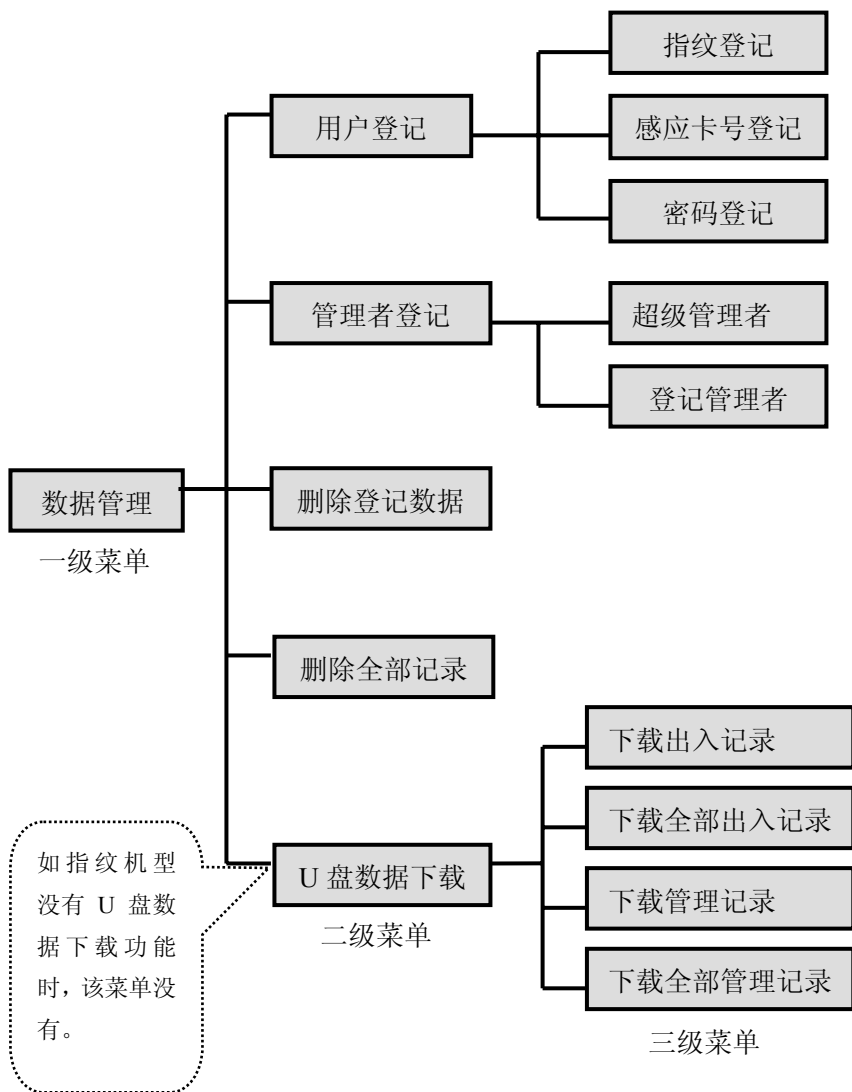 指纹登记
用户登记
感应卡号登记
密码登记
管理者登记
超级管理者
登记管理者
数据管理
一级菜单
删除登记数据
删除全部记录
下载出入记录
下载全部出入记录
U 盘数据下载
二级菜单
下载管理记录
下载全部管理记录
三级菜单
如指纹机型
没有 U 盘数
据下载功能
时，该菜单没
有。